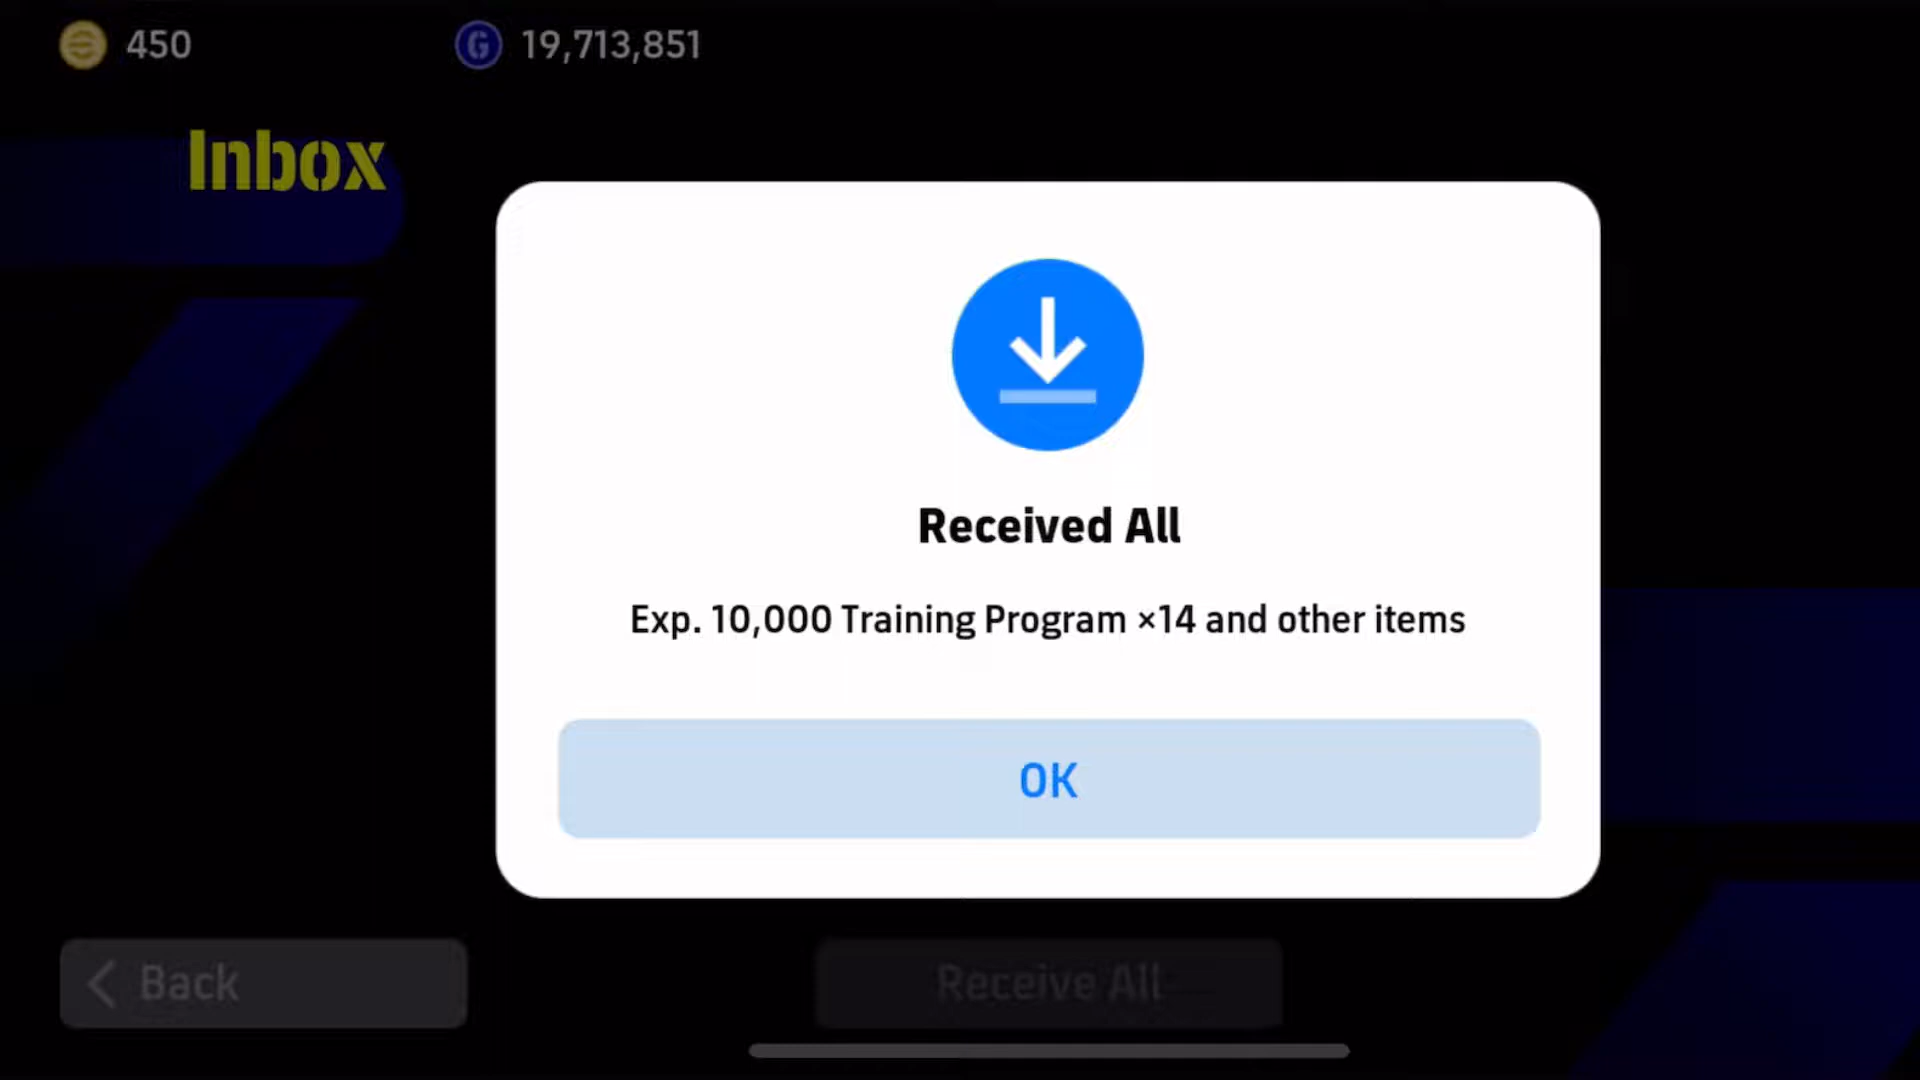 450
G 19,713,851
Inbox
Received All
Exp. 10,000 Training Program ×14 and other items
OK
Back
Receive All